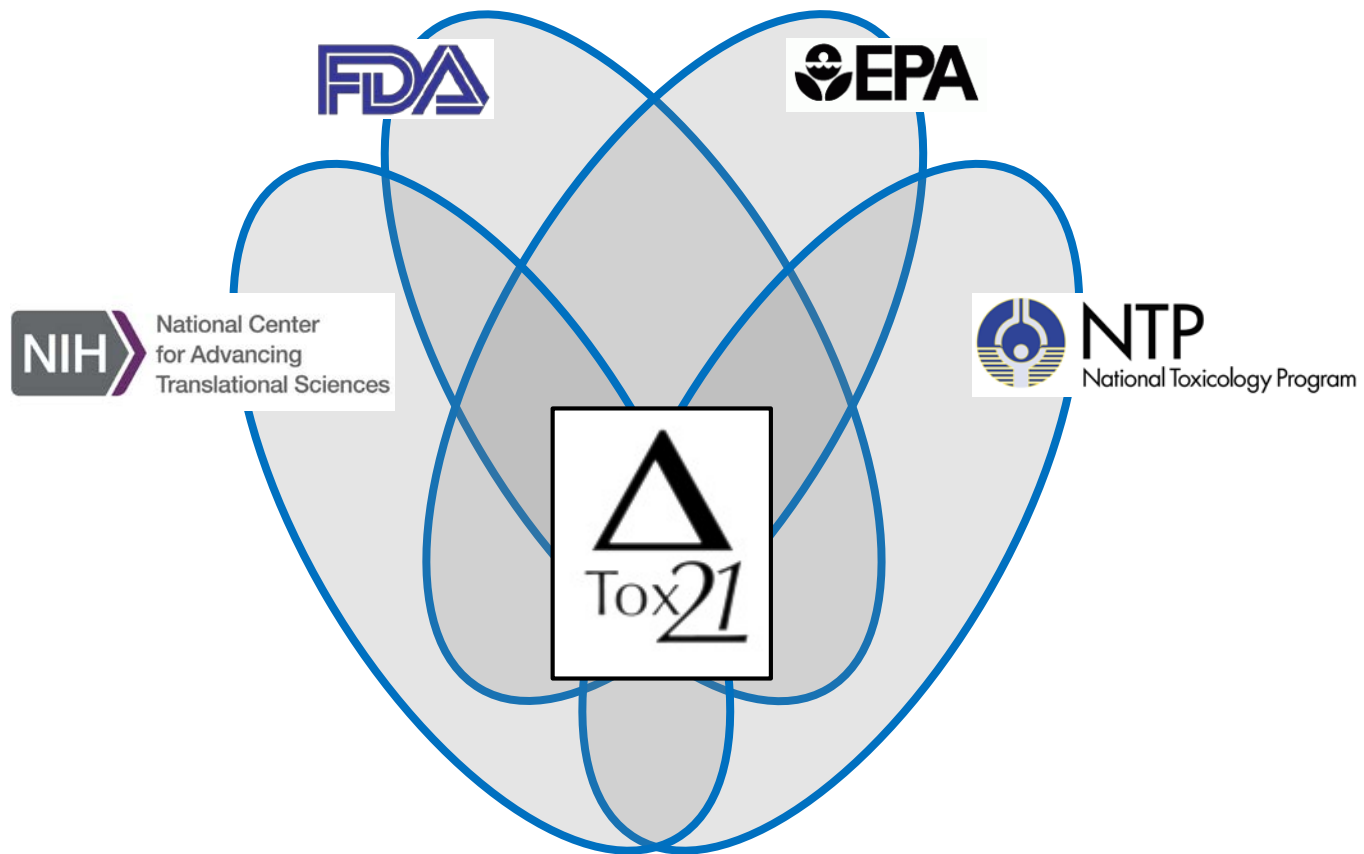 FDA
EPA
NIH
National Center
for Advancing
Translational Sciences
NTP
National Toxicology Program
Tox21